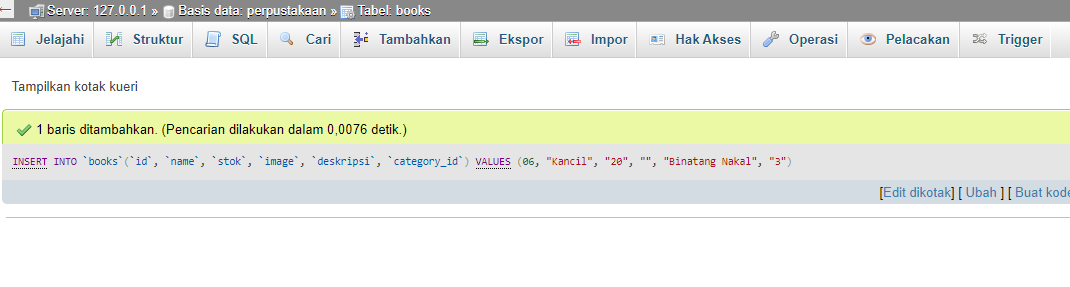 Server: 127.0.0.1 » Basis data: perpustakaan » Tabel: books
Jelajahi Struktur SQL Cari Tambahkan Ekspor Impor Hak Akses Operasi Pelacakan Trigger
Tampilkan kotak kueri
1 baris ditambahkan. (Pencarian dilakukan dalam 0,0076 detik.)
INSERT INTO `books`(`id`, `name`, `stok`, `image`, `deskripsi`, `category_id`) VALUES (06, "Kancil", "20", "", "Binatang Nakal", "3")
[Edit dikotak] [ Ubah ] [ Buat kode